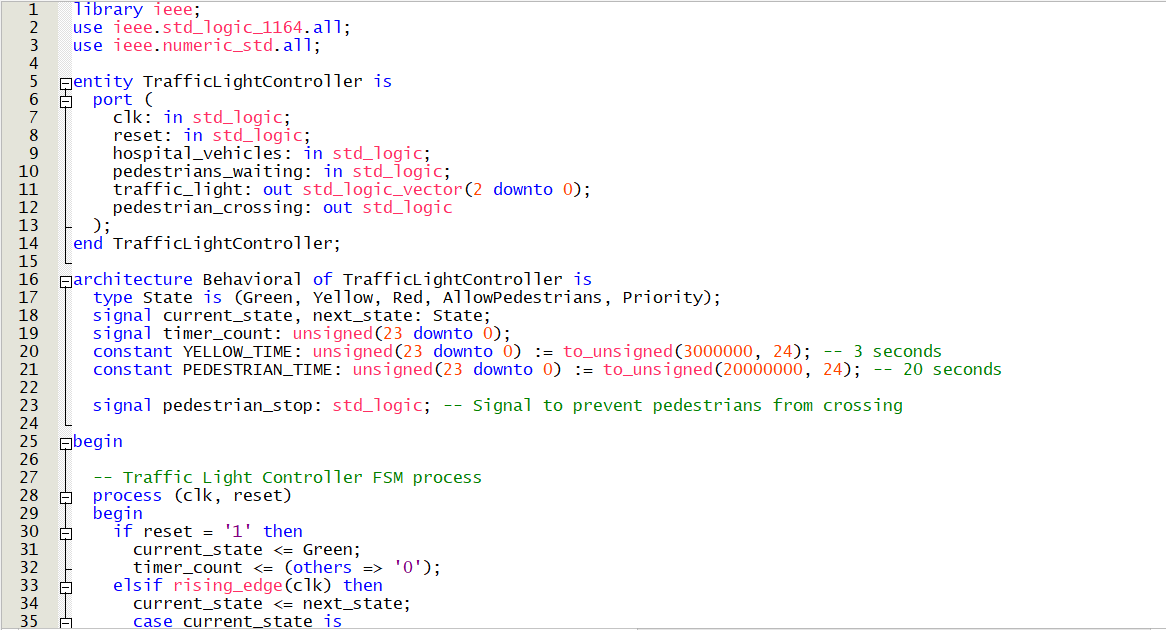 1 library ieee;
2 use ieee.std_logic_1164.all;
3 use ieee.numeric_std.all;
4
5 entity TrafficLightController is
6 port (
7 clk: in std_logic;
8 reset: in std_logic;
9 hospital_vehicles: in std_logic;
10 pedestrians_waiting: in std_logic;
11 traffic_light: out std_logic_vector(2 downto 0);
12 pedestrian_crossing: out std_logic
13 );
14 end TrafficLightController;
15
16 architecture Behavioral of TrafficLightController is
17 type State is (Green, Yellow, Red, AllowPedestrians, Priority);
18 signal current_state, next_state: State;
19 signal timer_count: unsigned(23 downto 0);
20 constant YELLOW_TIME: unsigned(23 downto 0) := to_unsigned(3000000, 24); -- 3 seconds
21 constant PEDESTRIAN_TIME: unsigned(23 downto 0) := to_unsigned(20000000, 24); -- 20 seconds
22
23 signal pedestrian_stop: std_logic; -- Signal to prevent pedestrians from crossing
24
25 begin
26
27 -- Traffic Light Controller FSM process
28 process (clk, reset)
29 begin
30 if reset = '1' then
31 current_state <= Green;
32 timer_count <= (others => '0');
33 elsif rising_edge(clk) then
34 current_state <= next_state;
35 case current_state is